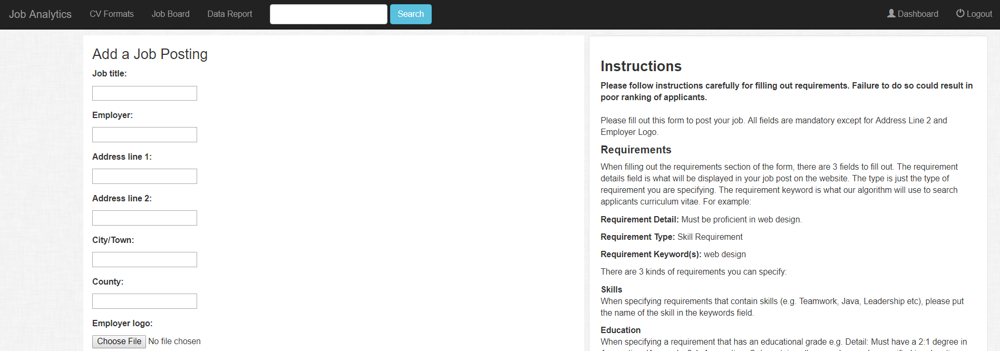 Job Analytics CV Formats Job Board Data Report Search Dashboard Logout
Add a Job Posting
Job title:
Employer:
Address line 1:
Address line 2:
City/Town:
County:
Employer logo:
Choose File No file chosen
Instructions
Please follow instructions carefully for filling out requirements. Failure to do so could result in
poor ranking of applicants.
Please fill out this form to post your job. All fields are mandatory except for Address Line 2 and
Employer Logo.
Requirements
When filling out the requirements section of the form, there are 3 fields to fill out. The requirement
details field is what will be displayed in your job post on the website. The type is just the type of
requirement you are specifying. The requirement keyword is what our algorithm will use to search
applicants curriculum vitae. For example:
Requirement Detail: Must be proficient in web design.
Requirement Type: Skill Requirement
Requirement Keyword(s): web design
There are 3 kinds of requirements you can specify:
Skills
When specifying requirements that contain skills (e.g. Teamwork, Java, Leadership etc), please put
the name of the skill in the keywords field.
Education
When specifying a requirement that has an educational grade e.g. Detail: Must have a 2:1 degree in